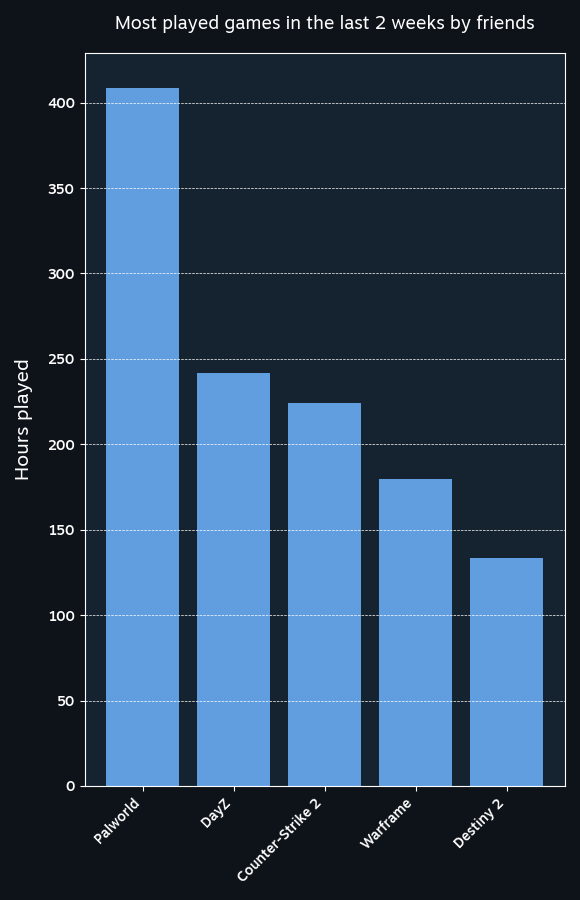 Most played games in the last 2 weeks by friends
Hours played
400
350
300
250
200
150
100
50
0
Palworld
DayZ
Counter-Strike 2
Warframe
Destiny 2